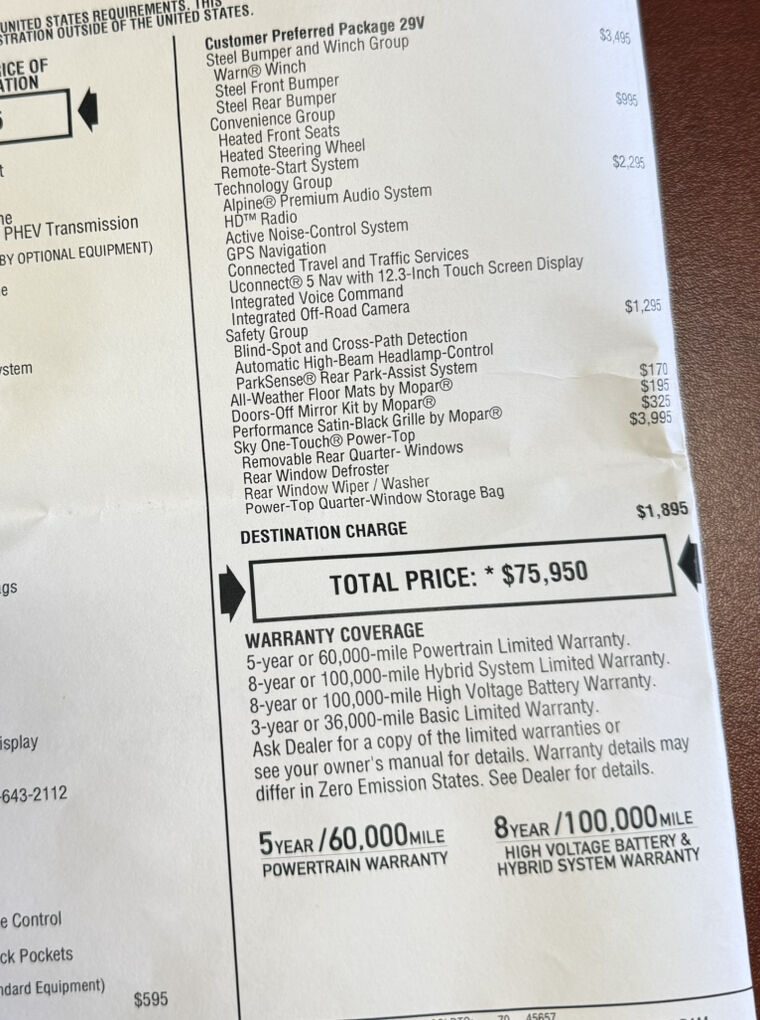 UNITED STATES REQUIREMENTS. THIS
STRATION OUTSIDE OF THE UNITED STATES.
ICE OF
ATION
t
ne
PHEV Transmission
BY OPTIONAL EQUIPMENT)
e
ystem
gs
isplay
-643-2112
e Control
ck Pockets
ndard Equipment)
$595
Customer Preferred Package 29V
Steel Bumper and Winch Group $3,495
Warn® Winch
Steel Front Bumper
Steel Rear Bumper
Convenience Group $995
Heated Front Seats
Heated Steering Wheel
Remote-Start System
Technology Group $2,295
Alpine® Premium Audio System
HD™ Radio
Active Noise-Control System
GPS Navigation
Connected Travel and Traffic Services
Uconnect® 5 Nav with 12.3-Inch Touch Screen Display
Integrated Voice Command
Integrated Off-Road Camera
Safety Group $1,295
Blind-Spot and Cross-Path Detection
Automatic High-Beam Headlamp-Control
ParkSense® Rear Park-Assist System
All-Weather Floor Mats by Mopar® $170
Doors-Off Mirror Kit by Mopar® $195
Performance Satin-Black Grille by Mopar® $325
Sky One-Touch® Power-Top $3,995
Removable Rear Quarter- Windows
Rear Window Defroster
Rear Window Wiper / Washer
Power-Top Quarter-Window Storage Bag
DESTINATION CHARGE $1,895
TOTAL PRICE: * $75,950
WARRANTY COVERAGE
5-year or 60,000-mile Powertrain Limited Warranty.
8-year or 100,000-mile Hybrid System Limited Warranty.
8-year or 100,000-mile High Voltage Battery Warranty.
3-year or 36,000-mile Basic Limited Warranty.
Ask Dealer for a copy of the limited warranties or
see your owner's manual for details. Warranty details may
differ in Zero Emission States. See Dealer for details.
5 YEAR /60,000 MILE
POWERTRAIN WARRANTY
8 YEAR /100,000 MILE
HIGH VOLTAGE BATTERY &
HYBRID SYSTEM WARRANTY
70 45657